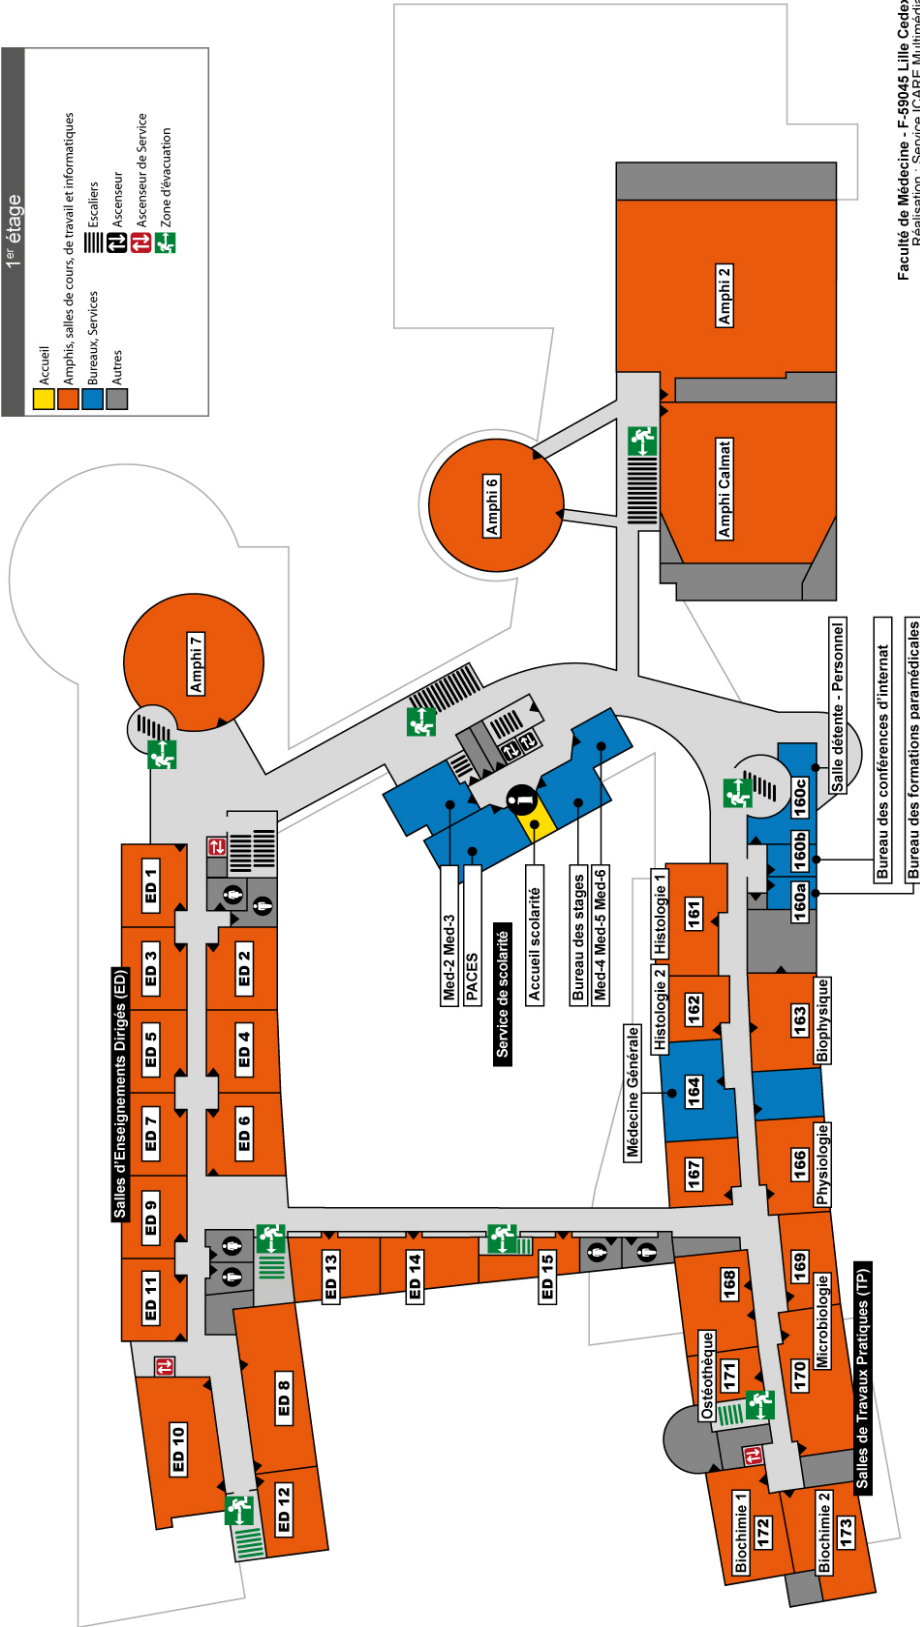 1er étage
Accueil
Amphis, salles de cours, de travail et informatiques
Bureaux, Services
Autres
Escaliers
Ascenseur
Ascenseur de Service
Zone d'évacuation
Salles d'Enseignements Dirigés (ED)
ED 11
ED 9
ED 7
ED 5
ED 3
ED 1
Amphi 7
ED 10
ED 8
ED 12
ED 6
ED 4
ED 2
ED 13
ED 14
ED 15
Med-2 Med-3
PACES
Service de scolarité
Accueil scolarité
Bureau des stages
Med-4 Med-5 Med-6
Amphi 6
Amphi 2
Amphi Calmat
Médecine Générale
Histologie 2
Histologie 1
167
164
162
161
168
Ostéothèque
171
Biochimie 1
172
Biochimie 2
173
170
169
Microbiologie
166
Physiologie
163
Biophysique
160a
160b
160c
Salle détente - Personnel
Bureau des conférences d'internat
Bureau des formations paramédicales
Salles de Travaux Pratiques (TP)
Faculté de Médecine - F-59045 Lille Cedex
Réalisation : Service ICARE Multimédia